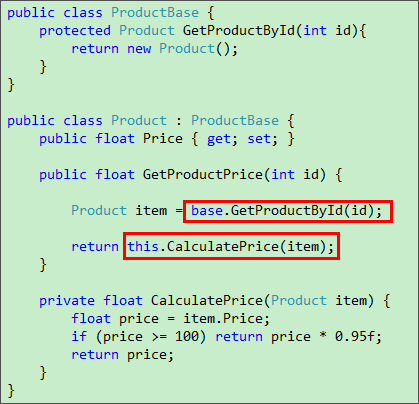 public class ProductBase {
    protected Product GetProductById(int id){
        return new Product();
    }
}

public class Product : ProductBase {
    public float Price { get; set; }

    public float GetProductPrice(int id) {

        Product item = base.GetProductById(id);

        return this.CalculatePrice(item);
    }

    private float CalculatePrice(Product item) {
        float price = item.Price;
        if (price >= 100) return price * 0.95f;
        return price;
    }
}